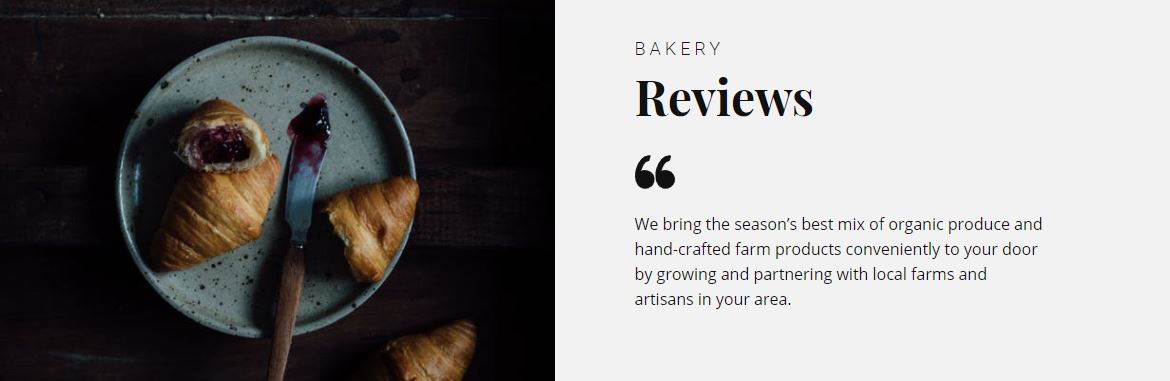 BAKERY
Reviews
“
We bring the season’s best mix of organic produce and
hand-crafted farm products conveniently to your door
by growing and partnering with local farms and
artisans in your area.